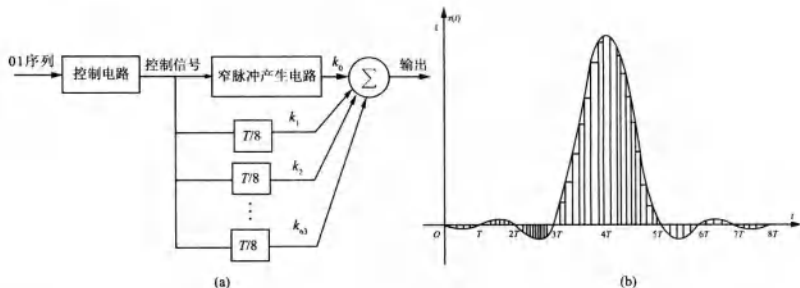 01序列
控制电路
控制信号
窄脉冲产生电路
k₀
Σ
输出
T/8
k₁
T/8
k₂
⋮
T/8
(a)
O
T
2T
3T
4T
5T
6T
7T
8T
t
(b)